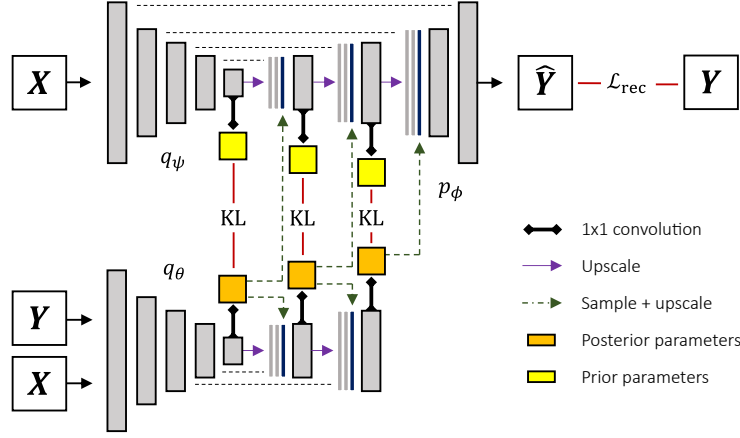 X
Ŷ
ℒrec
Y
qψ
pϕ
KL
KL
KL
1x1 convolution
qθ
Upscale
Y
Sample + upscale
Posterior parameters
X
Prior parameters